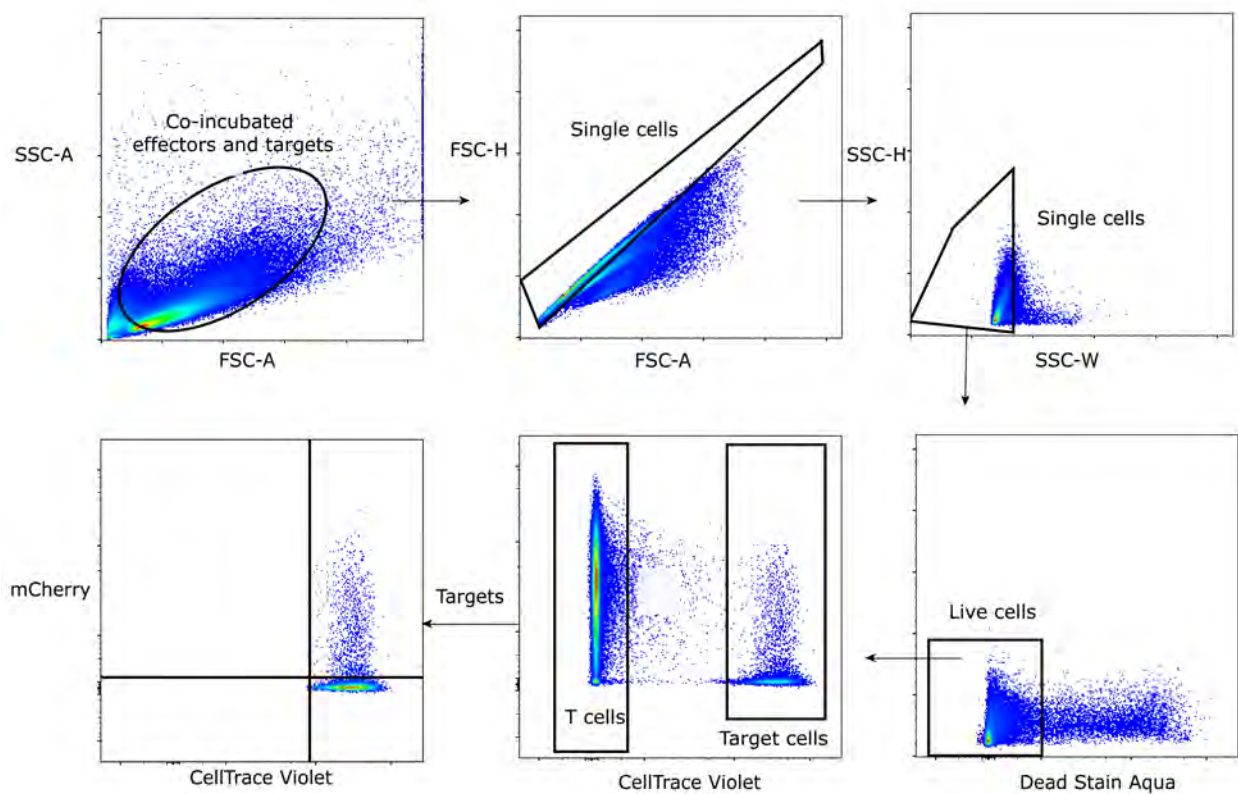 SSC-A
Co-incubated
effectors and targets
FSC-A
FSC-H
Single cells
FSC-A
SSC-H
Single cells
SSC-W
mCherry
CellTrace Violet
Targets
T cells
Target cells
CellTrace Violet
Live cells
Dead Stain Aqua